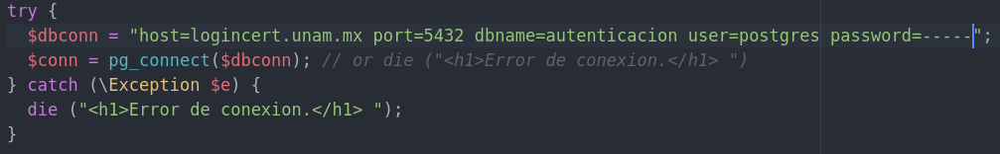 try {
$dbconn = "host=logincert.unam.mx port=5432 dbname=autenticacion user=postgres password=-----";
$conn = pg_connect($dbconn); // or die ("<h1>Error de conexion.</h1> ")
} catch (\Exception $e) {
die ("<h1>Error de conexion.</h1> ");
}